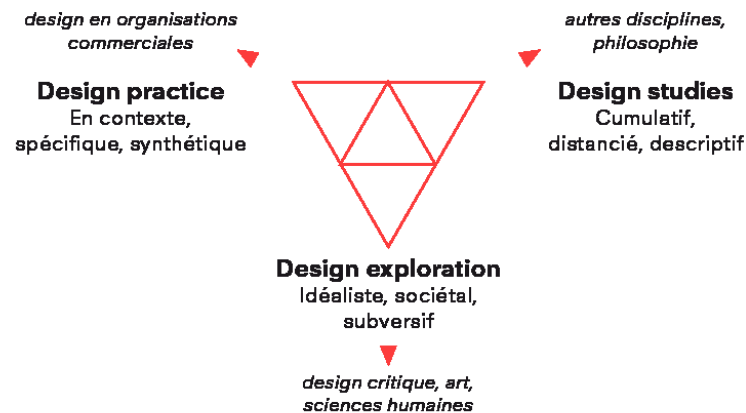 design en organisations
commerciales
Design practice
En contexte,
spécifique, synthétique
autres disciplines,
philosophie
Design studies
Cumulatif,
distancié, descriptif
Design exploration
Idéaliste, sociétal,
subversif
design critique, art,
sciences humaines